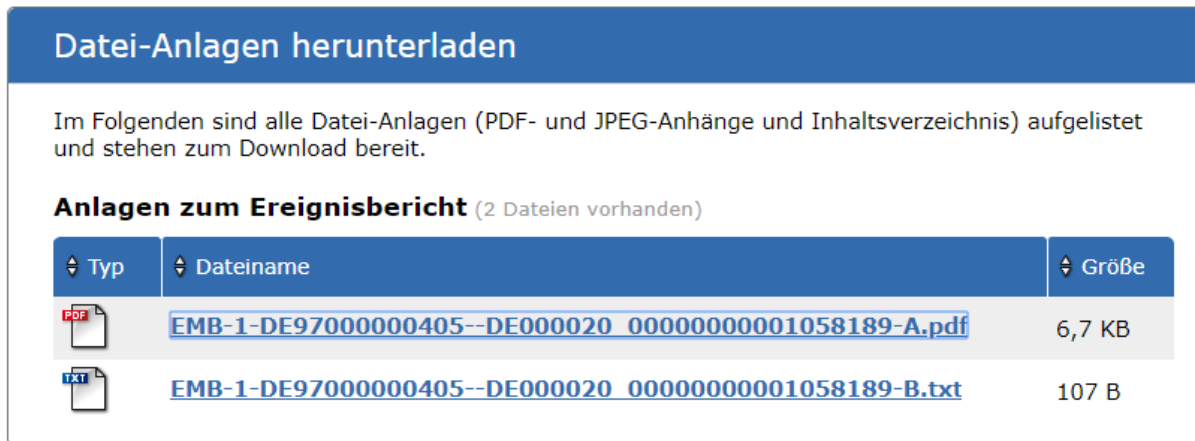 Datei-Anlagen herunterladen
Im Folgenden sind alle Datei-Anlagen (PDF- und JPEG-Anhänge und Inhaltsverzeichnis) aufgelistet
und stehen zum Download bereit.
Anlagen zum Ereignisbericht (2 Dateien vorhanden)
Typ Dateiname Größe
PDF EMB-1-DE97000000405--DE000020_00000000001058189-A.pdf 6,7 KB
TXT EMB-1-DE97000000405--DE000020_00000000001058189-B.txt 107 B